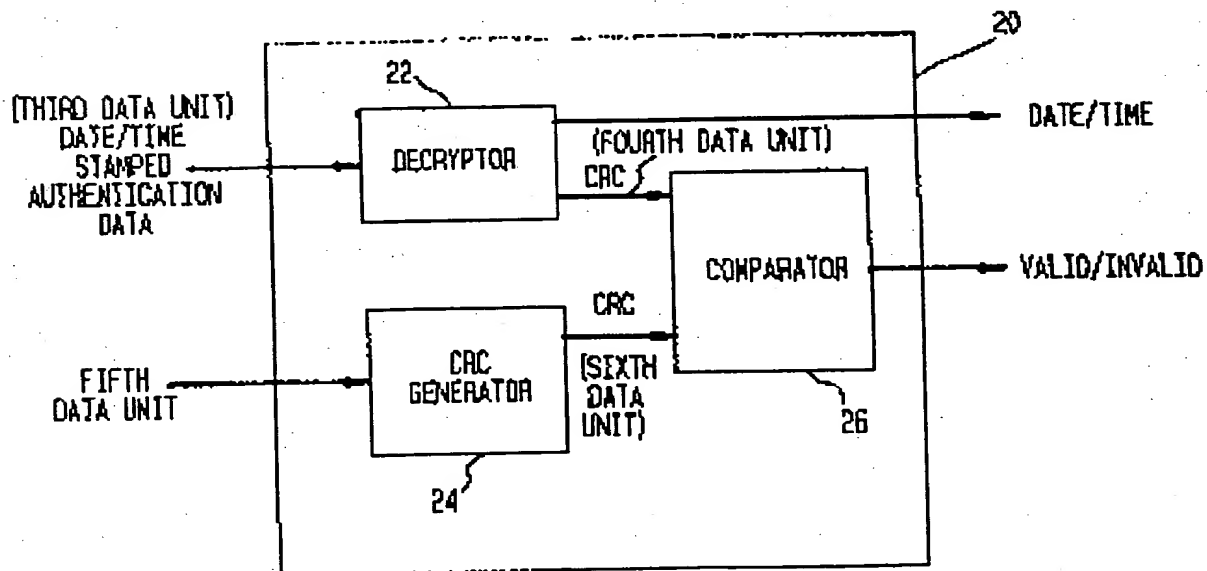 20
22
(THIRD DATA UNIT)
DATE/TIME
STAMPED
AUTHENTICATION
DATA
DECRYPTOR
DATE/TIME
(FOURTH DATA UNIT)
CRC
COMPARATOR
VALID/INVALID
26
FIFTH
DATA UNIT
CRC
GENERATOR
24
CRC
(SIXTH
DATA
UNIT)